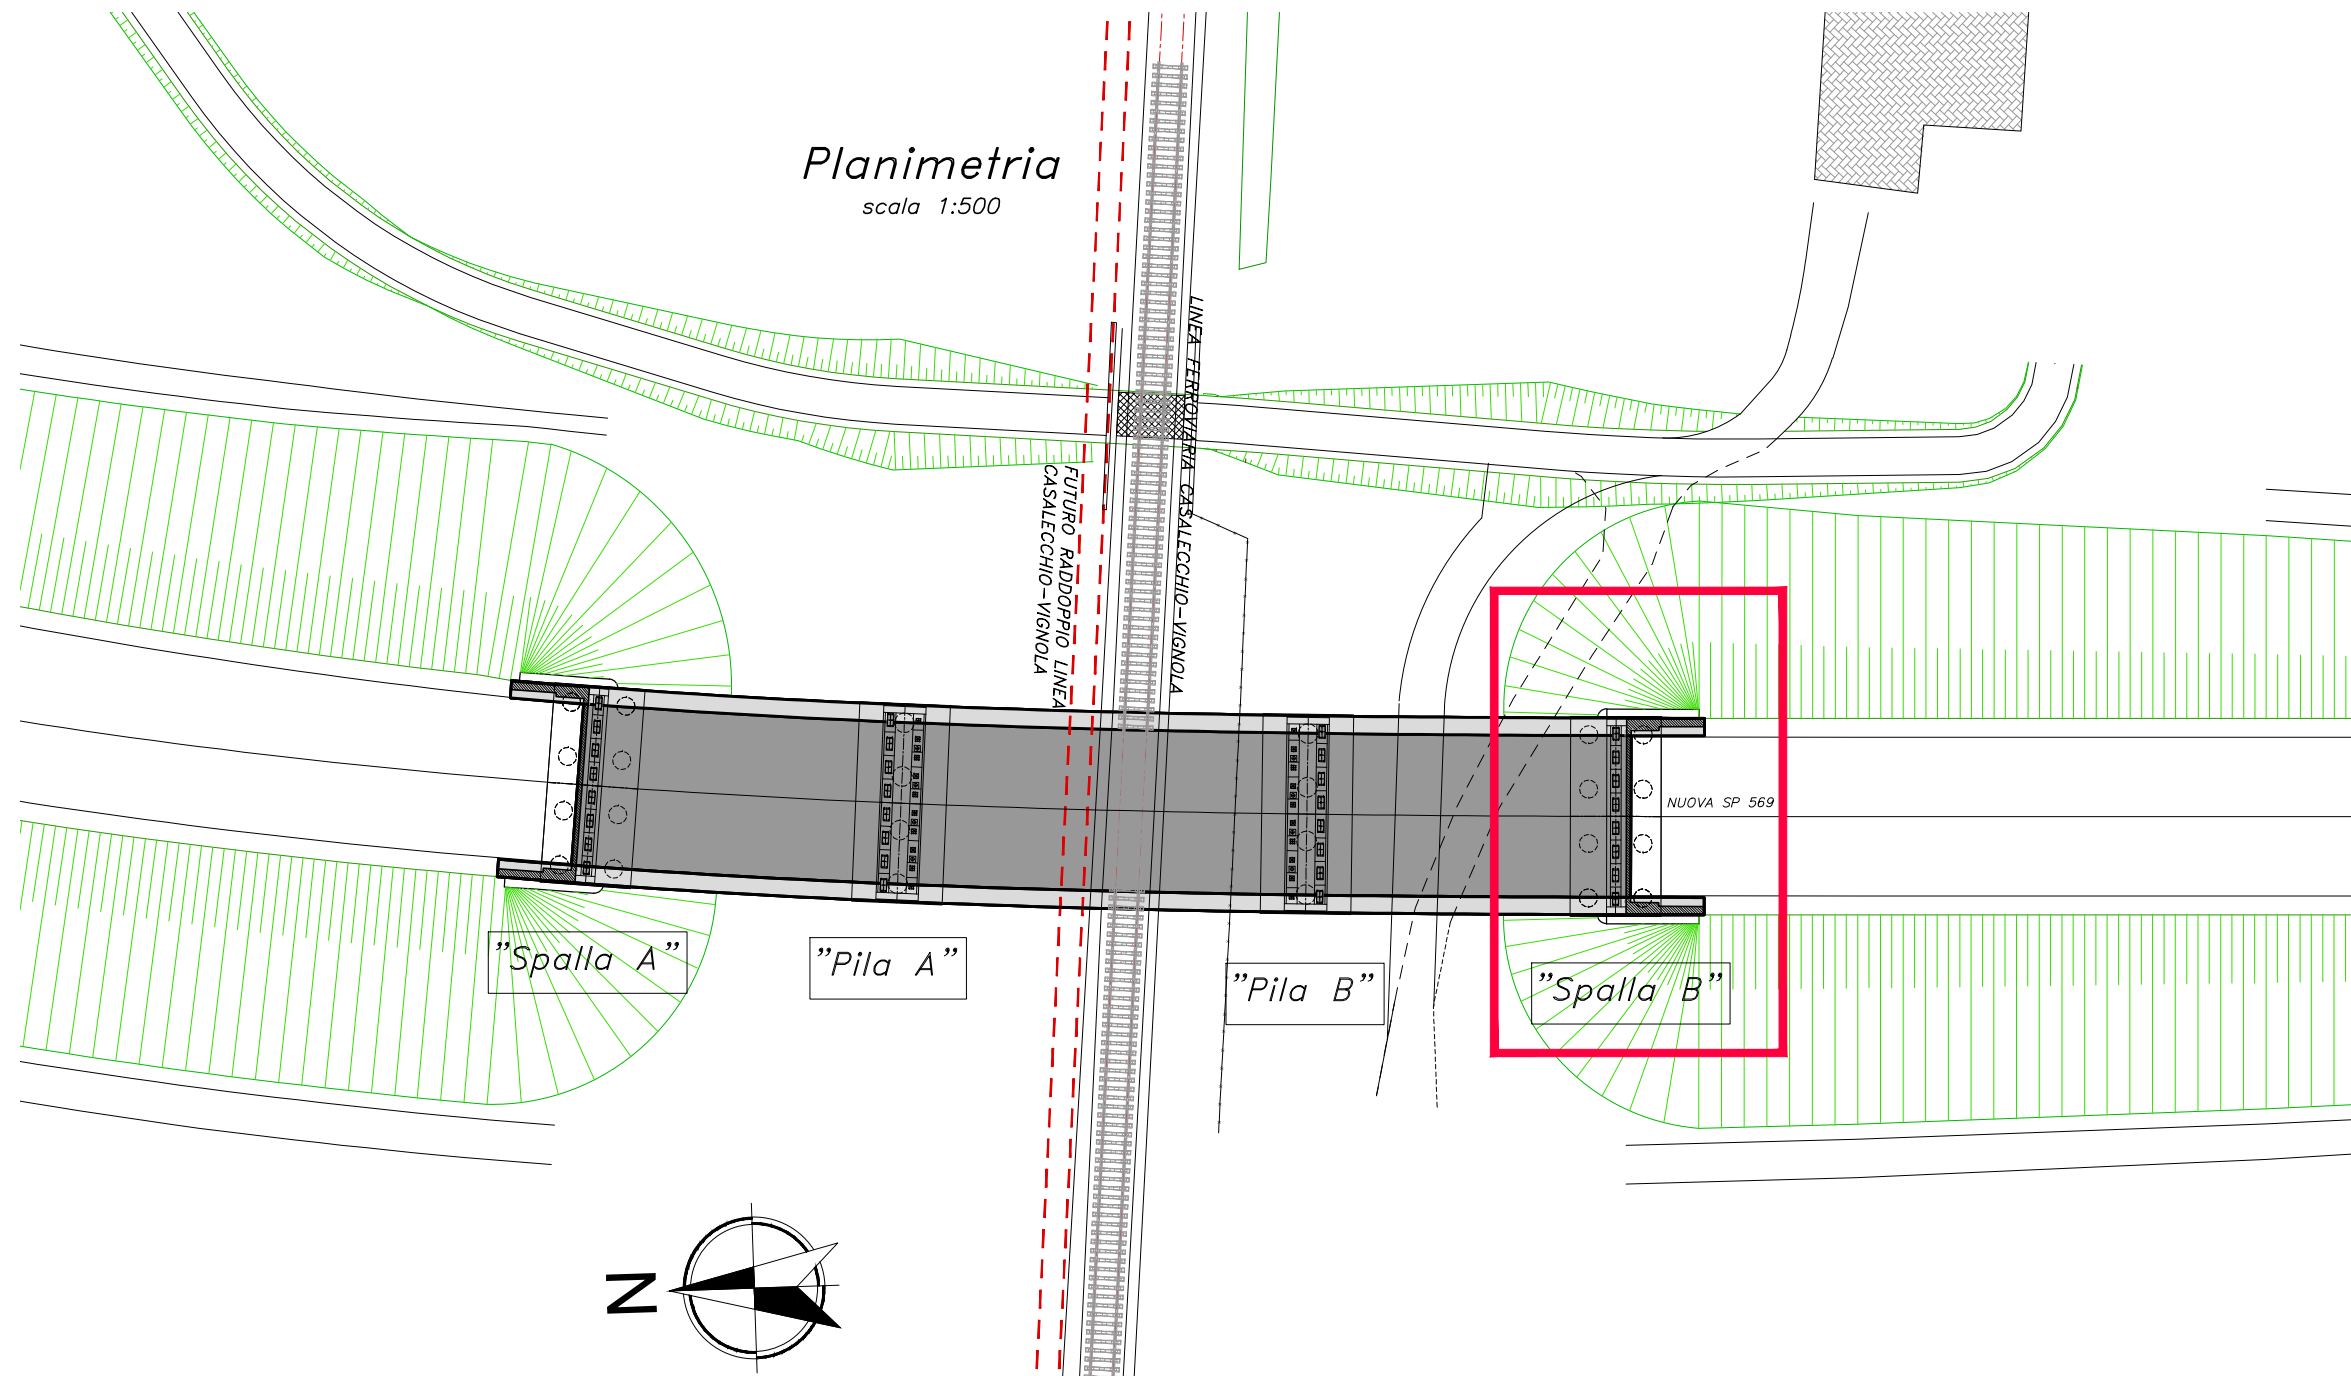 Planimetria
scala 1:500
LINEA FERROVIARIA CASALECCHIO-VIGNOLA
FUTURO RADDOPPIO LINEA
CASALECCHIO-VIGNOLA
NUOVA SP 569
"Spalla A"
"Pila A"
"Pila B"
"Spalla B"
N